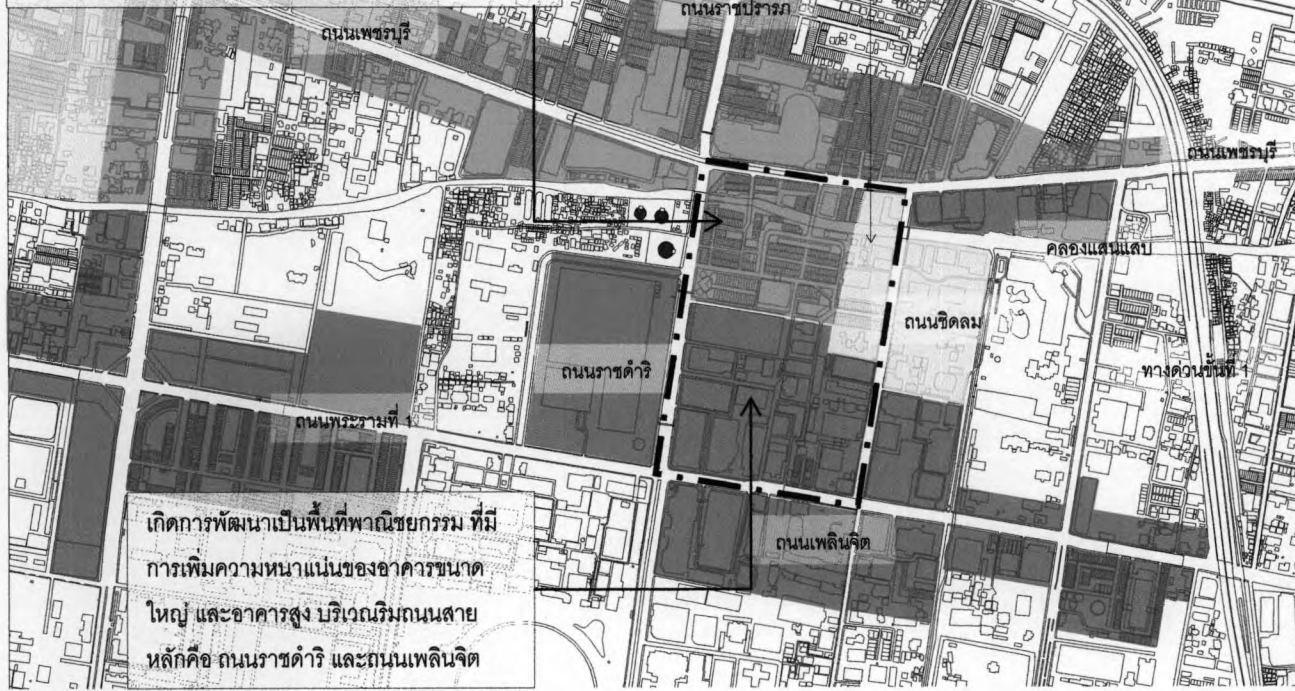 ถนนราชปรารภ
ถนนเพชรบุรี
ถนนเพชรบุรี
คลองแสนแสบ
ถนนชิดลม
ถนนราชดำริ
ทางด่วนขั้นที่ 1
ถนนพระรามที่ 1
ถนนเพลินจิต
เกิดการพัฒนาเป็นพื้นที่พาณิชยกรรม ที่มี
การเพิ่มความหนาแน่นของอาคารขนาด
ใหญ่ และอาคารสูง บริเวณริมถนนสาย
หลักคือ ถนนราชดำริ และถนนเพลินจิต